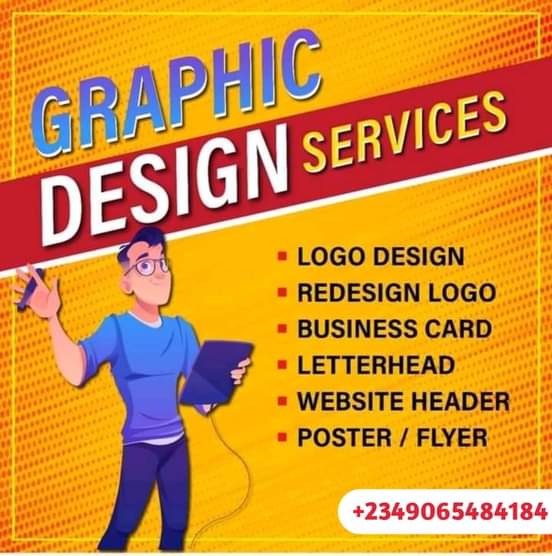 GRAPHIC
DESIGN SERVICES
LOGO DESIGN
REDESIGN LOGO
BUSINESS CARD
LETTERHEAD
WEBSITE HEADER
POSTER / FLYER
+2349065484184